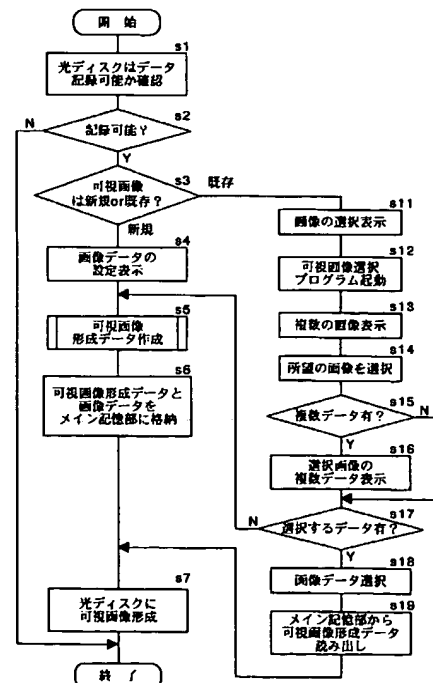 開 始
s1
光ディスクはデータ
記録可能か確認
s2
N
記録可能?
Y
s3
可視画像
は新規or既存?
既存
新規
s4
画像データの
設定表示
s5
可視画像
形成データ作成
s6
可視画像形成データと
画像データを
メイン記憶部に格納
s7
光ディスクに
可視画像形成
終 了
s11
画像の選択表示
s12
可視画像選択
プログラム起動
s13
複数の画像表示
s14
所望の画像を選択
s15
複数データ有?
N
Y
s16
選択画像の
複数データ表示
s17
N
選択するデータ有?
Y
s18
画像データ選択
s19
メイン記憶部から
可視画像形成データ
読み出し